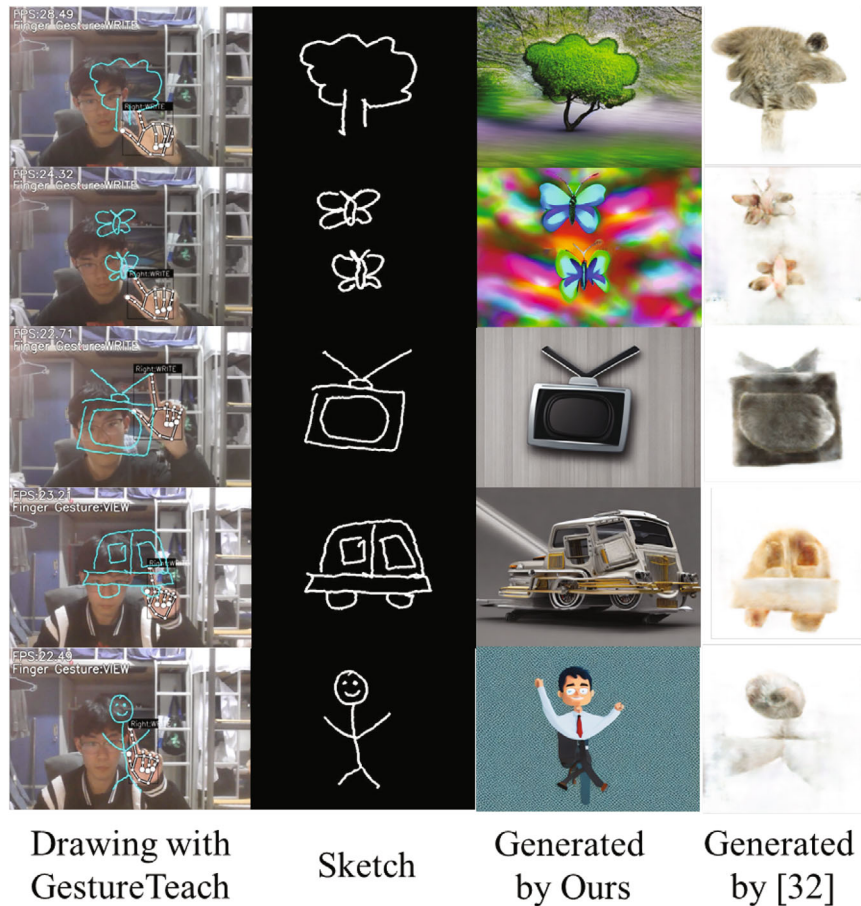 FPS:28.49
Finger Gesture:WRITE
Right:WRITE
FPS:24.32
Finger Gesture:WRITE
Right:WRITE
FPS:22.71
Finger Gesture:WRITE
Right:WRITE
FPS:23.21
Finger Gesture:VIEW
FPS:22.49
Finger Gesture:VIEW
Drawing with
GestureTeach
Sketch
Generated
by Ours
Generated
by [32]